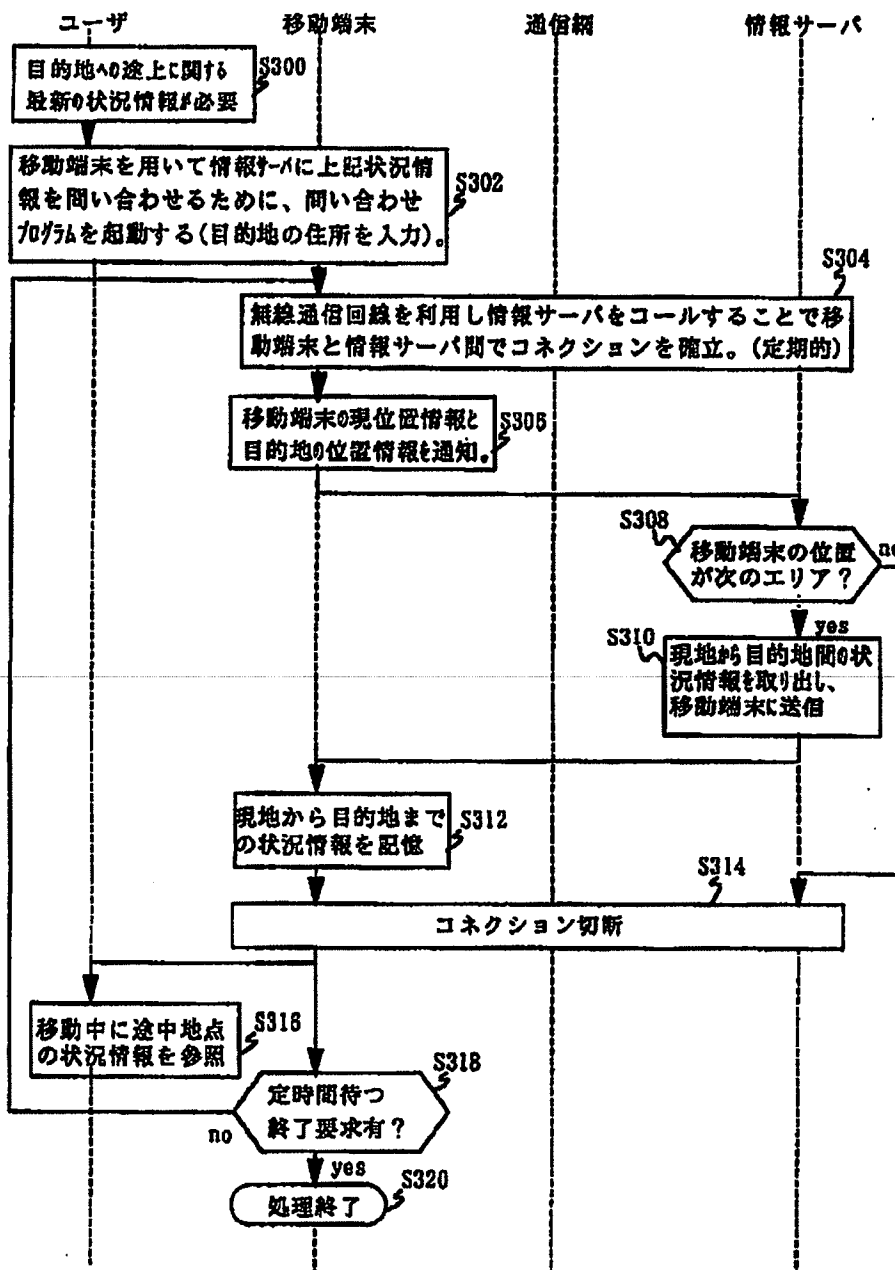 ユーザ
移動端末
通信網
情報サーバ
S300
目的地への途上に関する
最新の状況情報が必要
S302
移動端末を用いて情報サーバに上記状況情
報を問い合わせるために、問い合わせ
プログラムを起動する(目的地の住所を入力)。
S304
無線通信回線を利用し情報サーバをコールすることで移
動端末と情報サーバ間でコネクションを確立。(定期的)
S306
移動端末の現位置情報と
目的地の位置情報を通知。
S308
移動端末の位置
が次のエリア?
no
yes
S310
現地から目的地間の状
況情報を取り出し、
移動端末に送信
S312
現地から目的地まで
の状況情報を記憶
S314
コネクション切断
S316
移動中に途中地点
の状況情報を参照
S318
定時間待つ
終了要求有?
no
yes
S320
処理終了